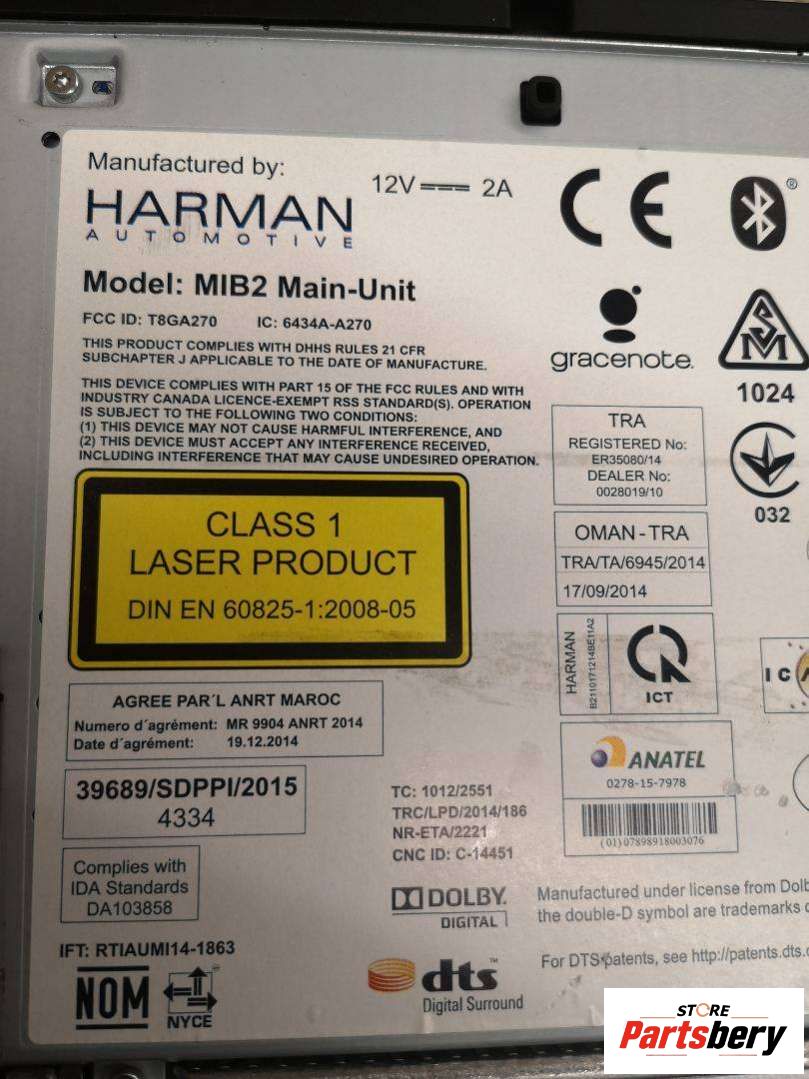 Manufactured by:
HARMAN
AUTOMOTIVE
12V 2A
CE
®
Model: MIB2 Main-Unit
FCC ID: T8GA270 IC: 6434A-A270
THIS PRODUCT COMPLIES WITH DHHS RULES 21 CFR
SUBCHAPTER J APPLICABLE TO THE DATE OF MANUFACTURE.
THIS DEVICE COMPLIES WITH PART 15 OF THE FCC RULES AND WITH
INDUSTRY CANADA LICENCE-EXEMPT RSS STANDARD(S). OPERATION
IS SUBJECT TO THE FOLLOWING TWO CONDITIONS:
(1) THIS DEVICE MAY NOT CAUSE HARMFUL INTERFERENCE, AND
(2) THIS DEVICE MUST ACCEPT ANY INTERFERENCE RECEIVED,
INCLUDING INTERFERENCE THAT MAY CAUSE UNDESIRED OPERATION.
gracenote.
SM
1024
TRA
REGISTERED No:
ER35080/14
DEALER No:
0028019/10
032
CLASS 1
LASER PRODUCT
DIN EN 60825-1:2008-05
OMAN-TRA
TRA/TA/6945/2014
17/09/2014
HARMAN
B2110171214BE11A2
ICT
IC
AGREE PAR´L ANRT MAROC
Numero d´agrément: MR 9904 ANRT 2014
Date d´agrément: 19.12.2014
ANATEL
0278-15-7978
(01)07898918003076
39689/SDPPI/2015
4334
TC: 1012/2551
TRC/LPD/2014/186
NR-ETA/2221
CNC ID: C-14451
Complies with
IDA Standards
DA103858
DOLBY
DIGITAL
Manufactured under license from Dolb
the double-D symbol are trademarks
IFT: RTIAUMI14-1863
NOM
NYCE
dts™
Digital Surround
For DTS patents, see http://patents.dts.
STORE
Partsbery